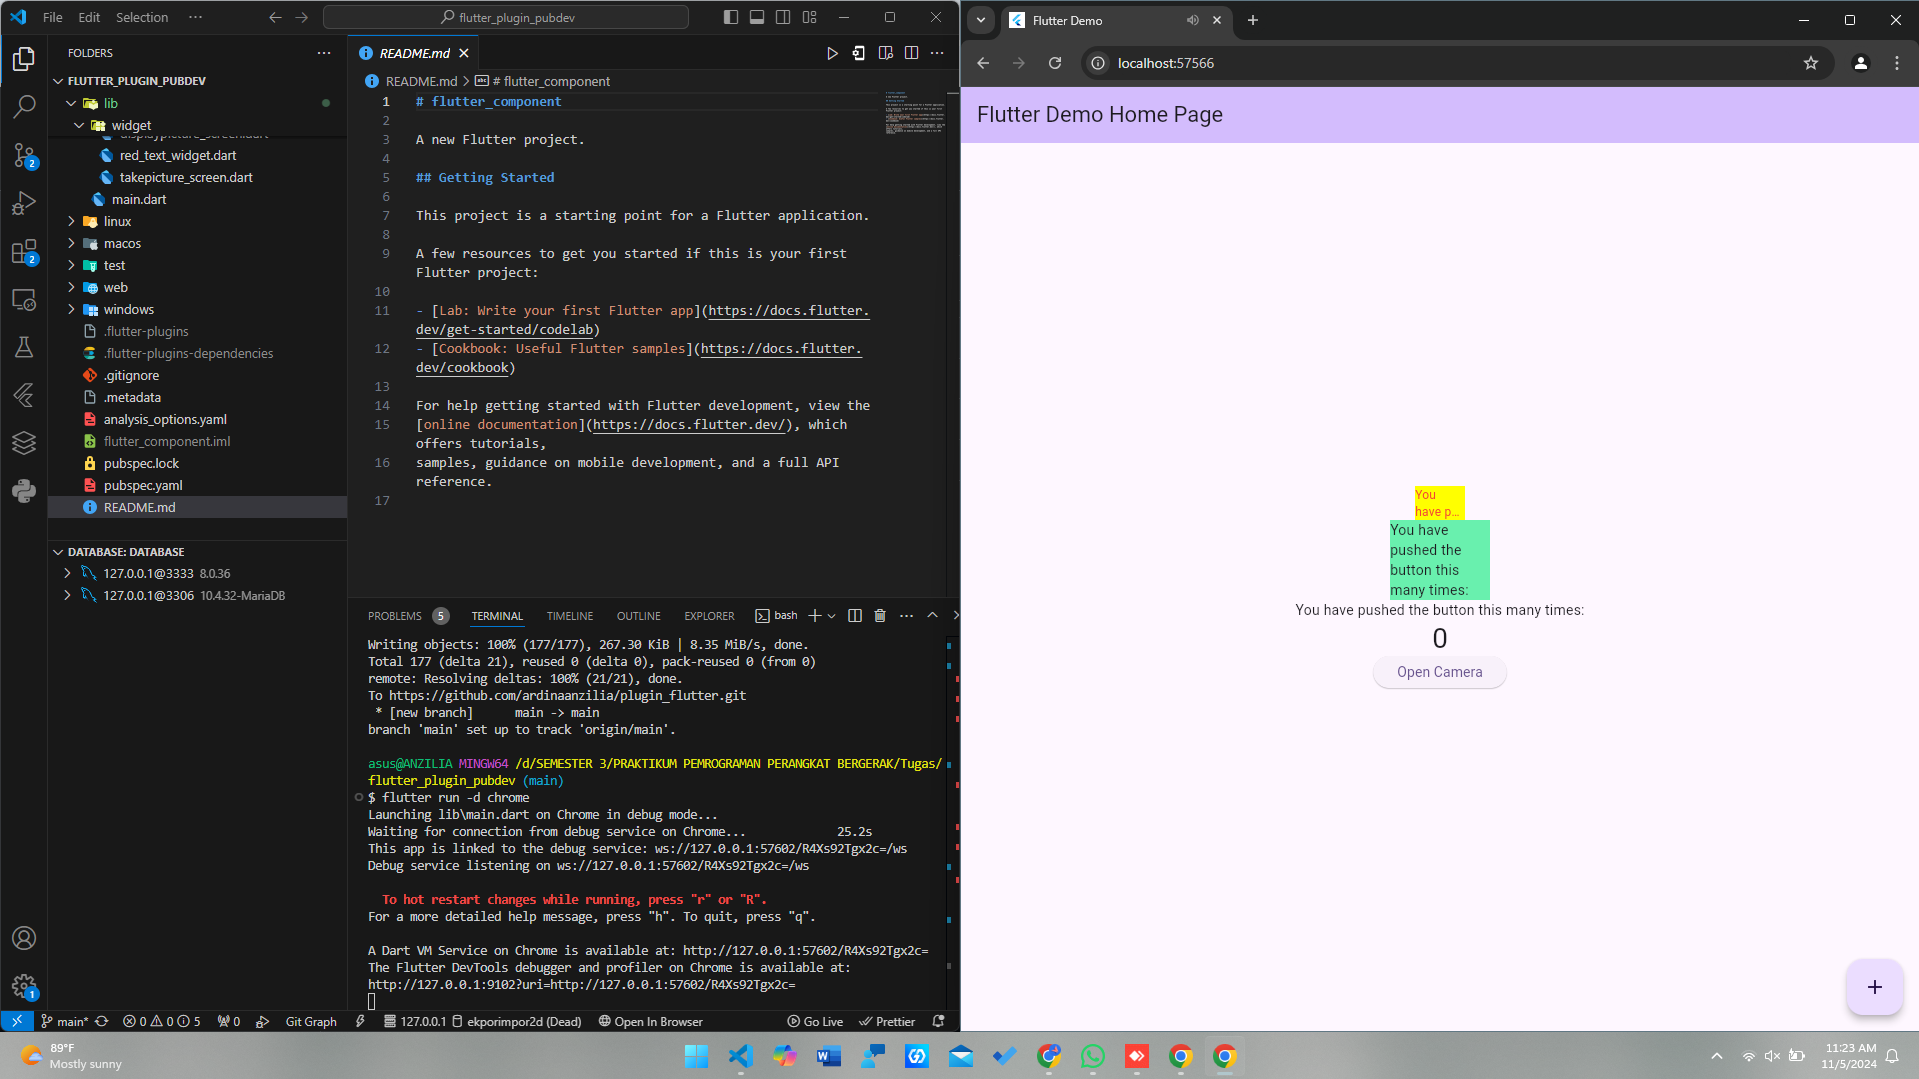 File Edit Selection ···
flutter_plugin_pubdev
FOLDERS
FLUTTER_PLUGIN_PUBDEV
lib
widget
displaypicture_screen.dart
red_text_widget.dart
takepicture_screen.dart
main.dart
linux
macos
test
web
windows
.flutter-plugins
.flutter-plugins-dependencies
.gitignore
.metadata
analysis_options.yaml
flutter_component.iml
pubspec.lock
pubspec.yaml
README.md
DATABASE: DATABASE
127.0.0.1@3333 8.0.36
127.0.0.1@3306 10.4.32-MariaDB
2
2
1
README.md
README.md > # flutter_component
1 # flutter_component
2
3 A new Flutter project.
4
5 ## Getting Started
6
7 This project is a starting point for a Flutter application.
8
9 A few resources to get you started if this is your first
Flutter project:
10
11 - [Lab: Write your first Flutter app](https://docs.flutter.
dev/get-started/codelab)
12 - [Cookbook: Useful Flutter samples](https://docs.flutter.
dev/cookbook)
13
14 For help getting started with Flutter development, view the
15 [online documentation](https://docs.flutter.dev/), which
offers tutorials,
16 samples, guidance on mobile development, and a full API
reference.
17
PROBLEMS 5 TERMINAL TIMELINE OUTLINE EXPLORER bash
Writing objects: 100% (177/177), 267.30 KiB | 8.35 MiB/s, done.
Total 177 (delta 21), reused 0 (delta 0), pack-reused 0 (from 0)
remote: Resolving deltas: 100% (21/21), done.
To https://github.com/ardinaanzilia/plugin_flutter.git
* [new branch] main -> main
branch 'main' set up to track 'origin/main'.
asus@ANZILIA MINGW64 /d/SEMESTER 3/PRAKTIKUM PEMROGRAMAN PERANGKAT BERGERAK/Tugas/
flutter_plugin_pubdev (main)
$ flutter run -d chrome
Launching lib\main.dart on Chrome in debug mode...
Waiting for connection from debug service on Chrome... 25.2s
This app is linked to the debug service: ws://127.0.0.1:57602/R4Xs92Tgx2c=/ws
Debug service listening on ws://127.0.0.1:57602/R4Xs92Tgx2c=/ws
To hot restart changes while running, press "r" or "R".
For a more detailed help message, press "h". To quit, press "q".
A Dart VM Service on Chrome is available at: http://127.0.0.1:57602/R4Xs92Tgx2c=
The Flutter DevTools debugger and profiler on Chrome is available at:
http://127.0.0.1:9102?uri=http://127.0.0.1:57602/R4Xs92Tgx2c=
main* 0 0 5 0 Git Graph 127.0.0.1 ekporimpor2d (Dead) Open In Browser Go Live Prettier
Flutter Demo
localhost:57566
Flutter Demo Home Page
You
have p...
You have
pushed the
button this
many times:
You have pushed the button this many times:
0
Open Camera
+
89°F
Mostly sunny
11:23 AM
11/5/2024